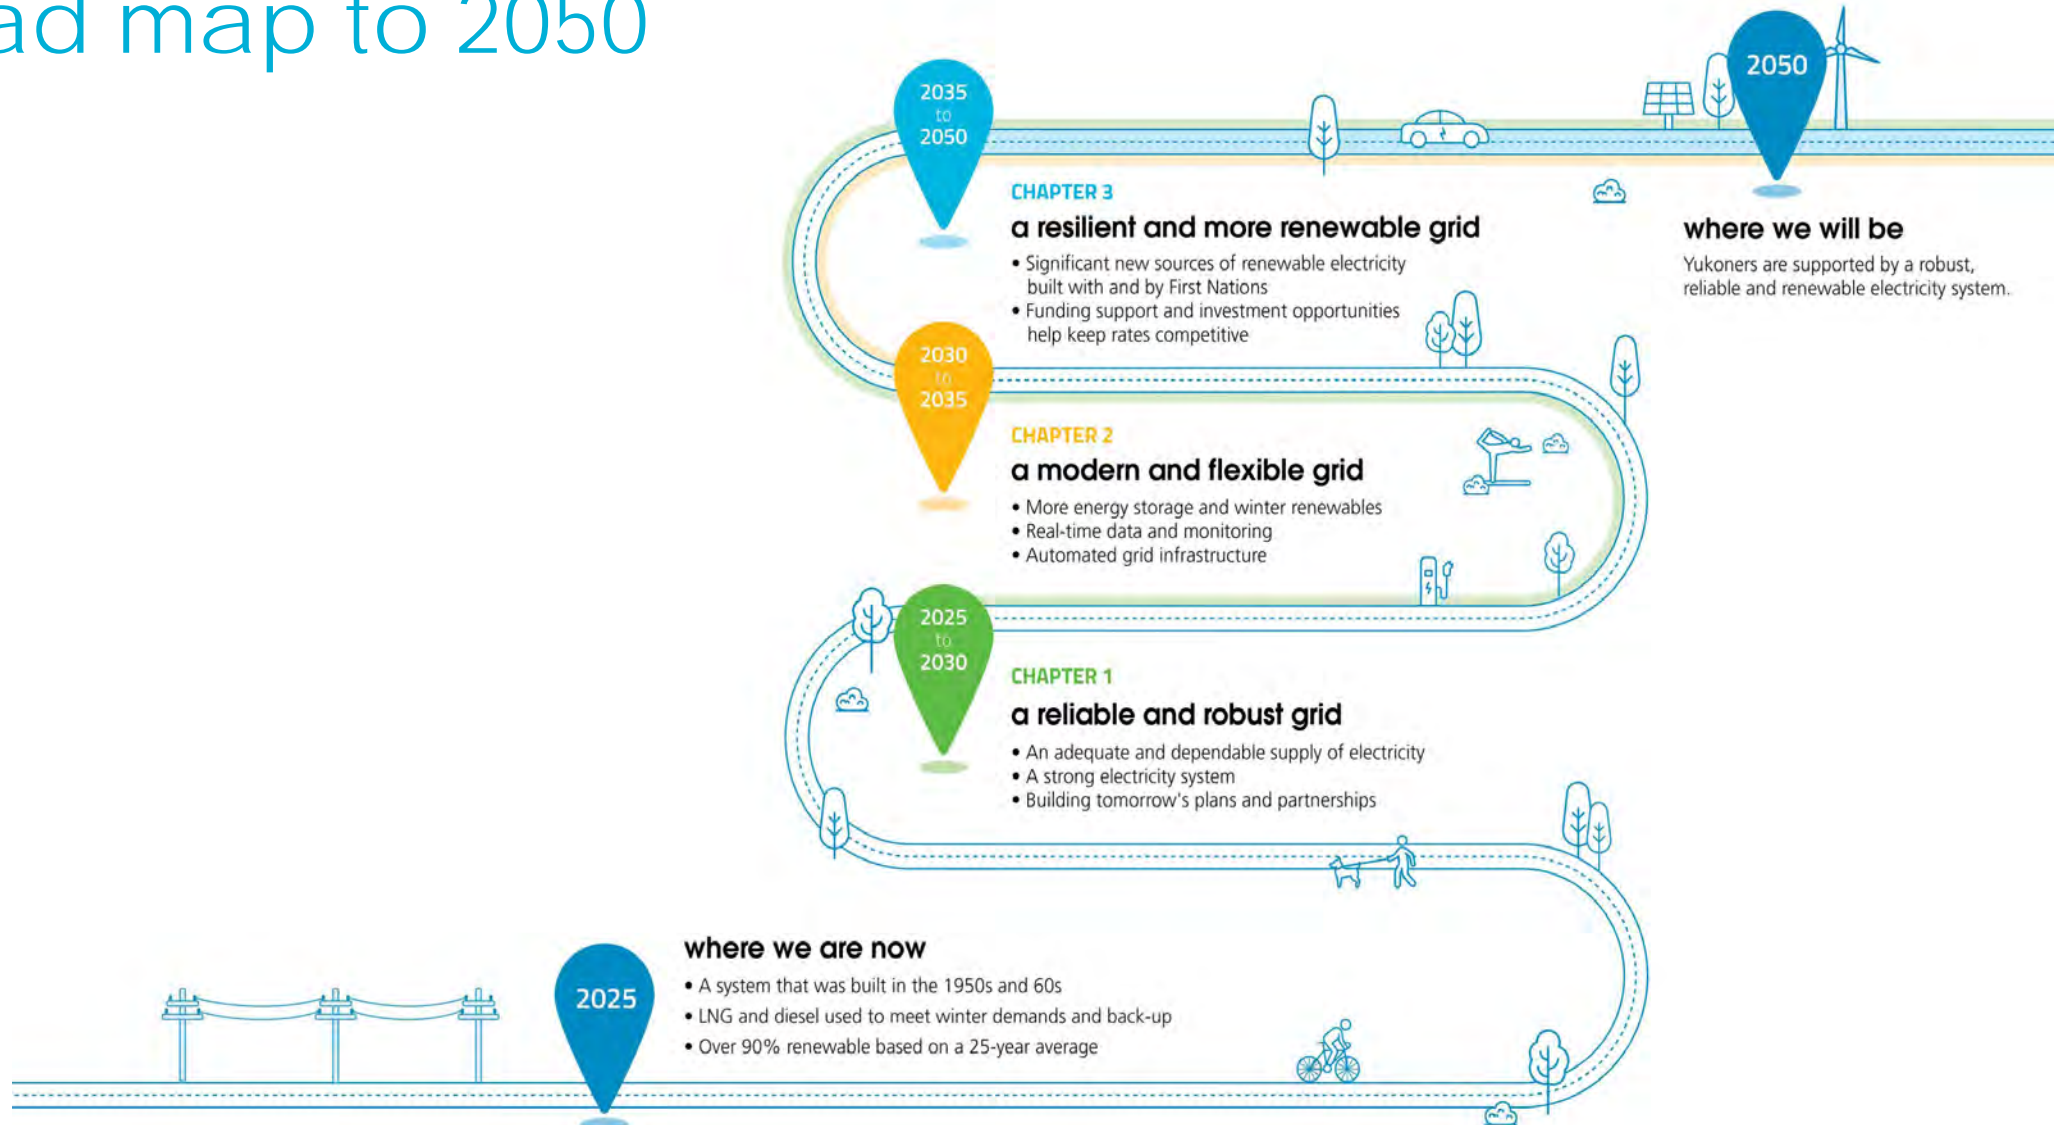 ad map to 2050
2050
2035
to
2050
CHAPTER 3
a resilient and more renewable grid
• Significant new sources of renewable electricity
built with and by First Nations
• Funding support and investment opportunities
help keep rates competitive
where we will be
Yukoners are supported by a robust,
reliable and renewable electricity system.
2030
to
2035
CHAPTER 2
a modern and flexible grid
• More energy storage and winter renewables
• Real-time data and monitoring
• Automated grid infrastructure
2025
to
2030
CHAPTER 1
a reliable and robust grid
• An adequate and dependable supply of electricity
• A strong electricity system
• Building tomorrow's plans and partnerships
2025
where we are now
• A system that was built in the 1950s and 60s
• LNG and diesel used to meet winter demands and back-up
• Over 90% renewable based on a 25-year average